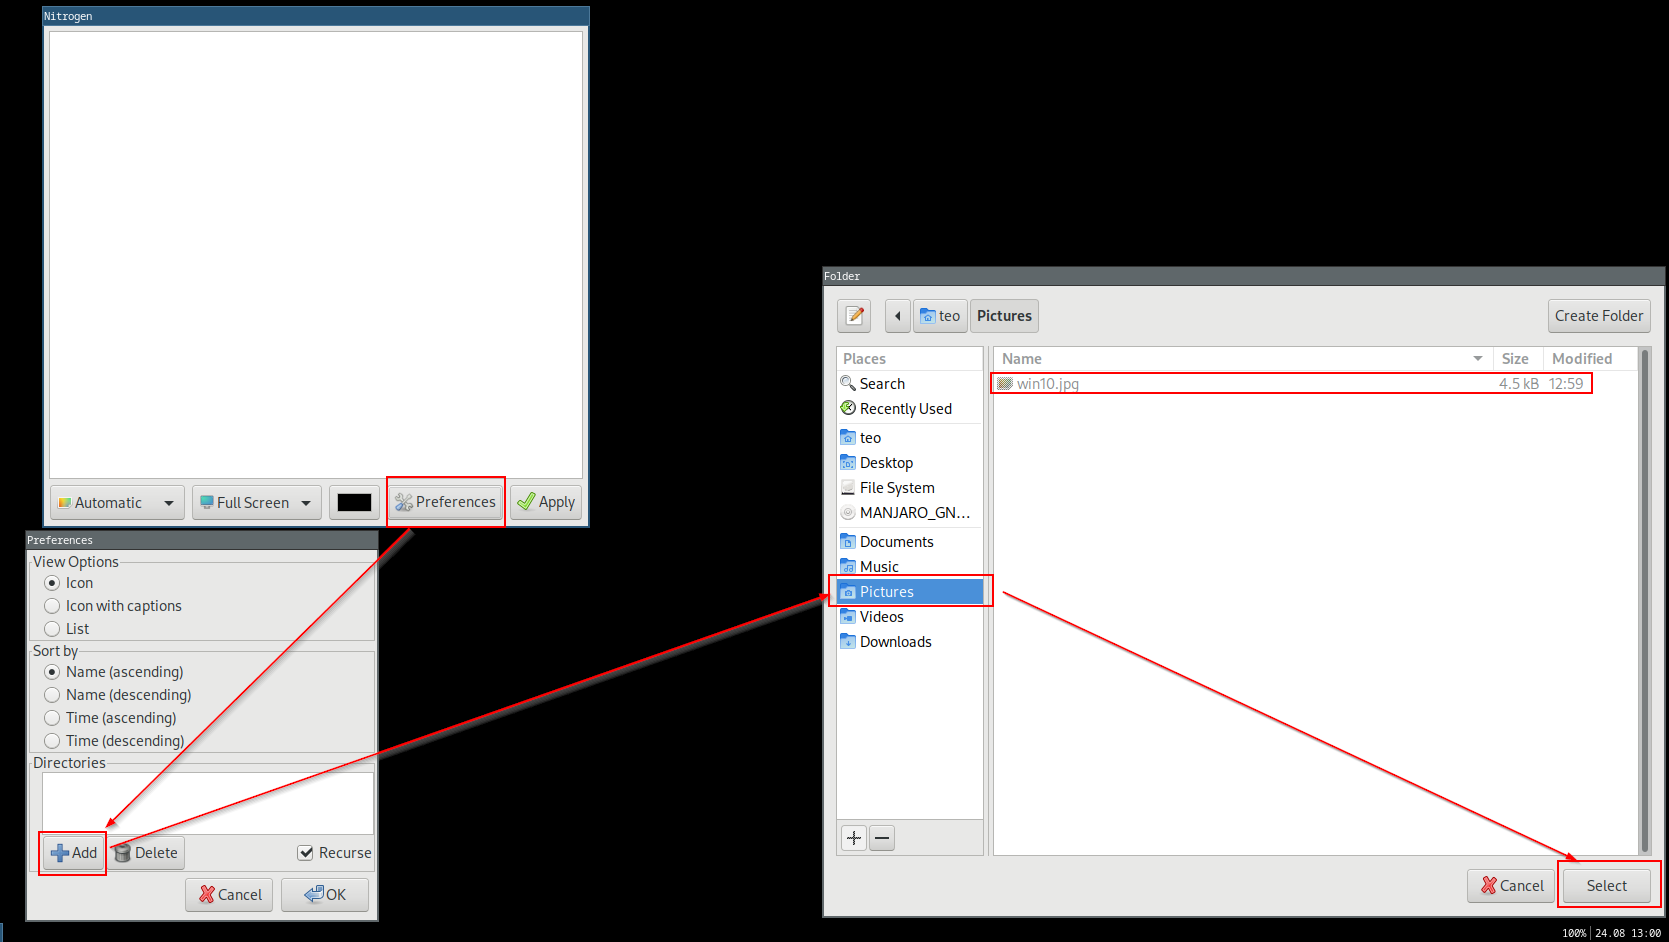 Nitrogen
Automatic
Full Screen
Preferences
Apply
Preferences
View Options
Icon
Icon with captions
List
Sort by
Name (ascending)
Name (descending)
Time (ascending)
Time (descending)
Directories
Add
Delete
Recurse
Cancel
OK
Folder
teo
Pictures
Create Folder
Places
Name
Size
Modified
Search
win10.jpg
4.5 kB
12:59
Recently Used
teo
Desktop
File System
MANJARO_GN...
Documents
Music
Pictures
Videos
Downloads
Cancel
Select
100%
24.08 13:00